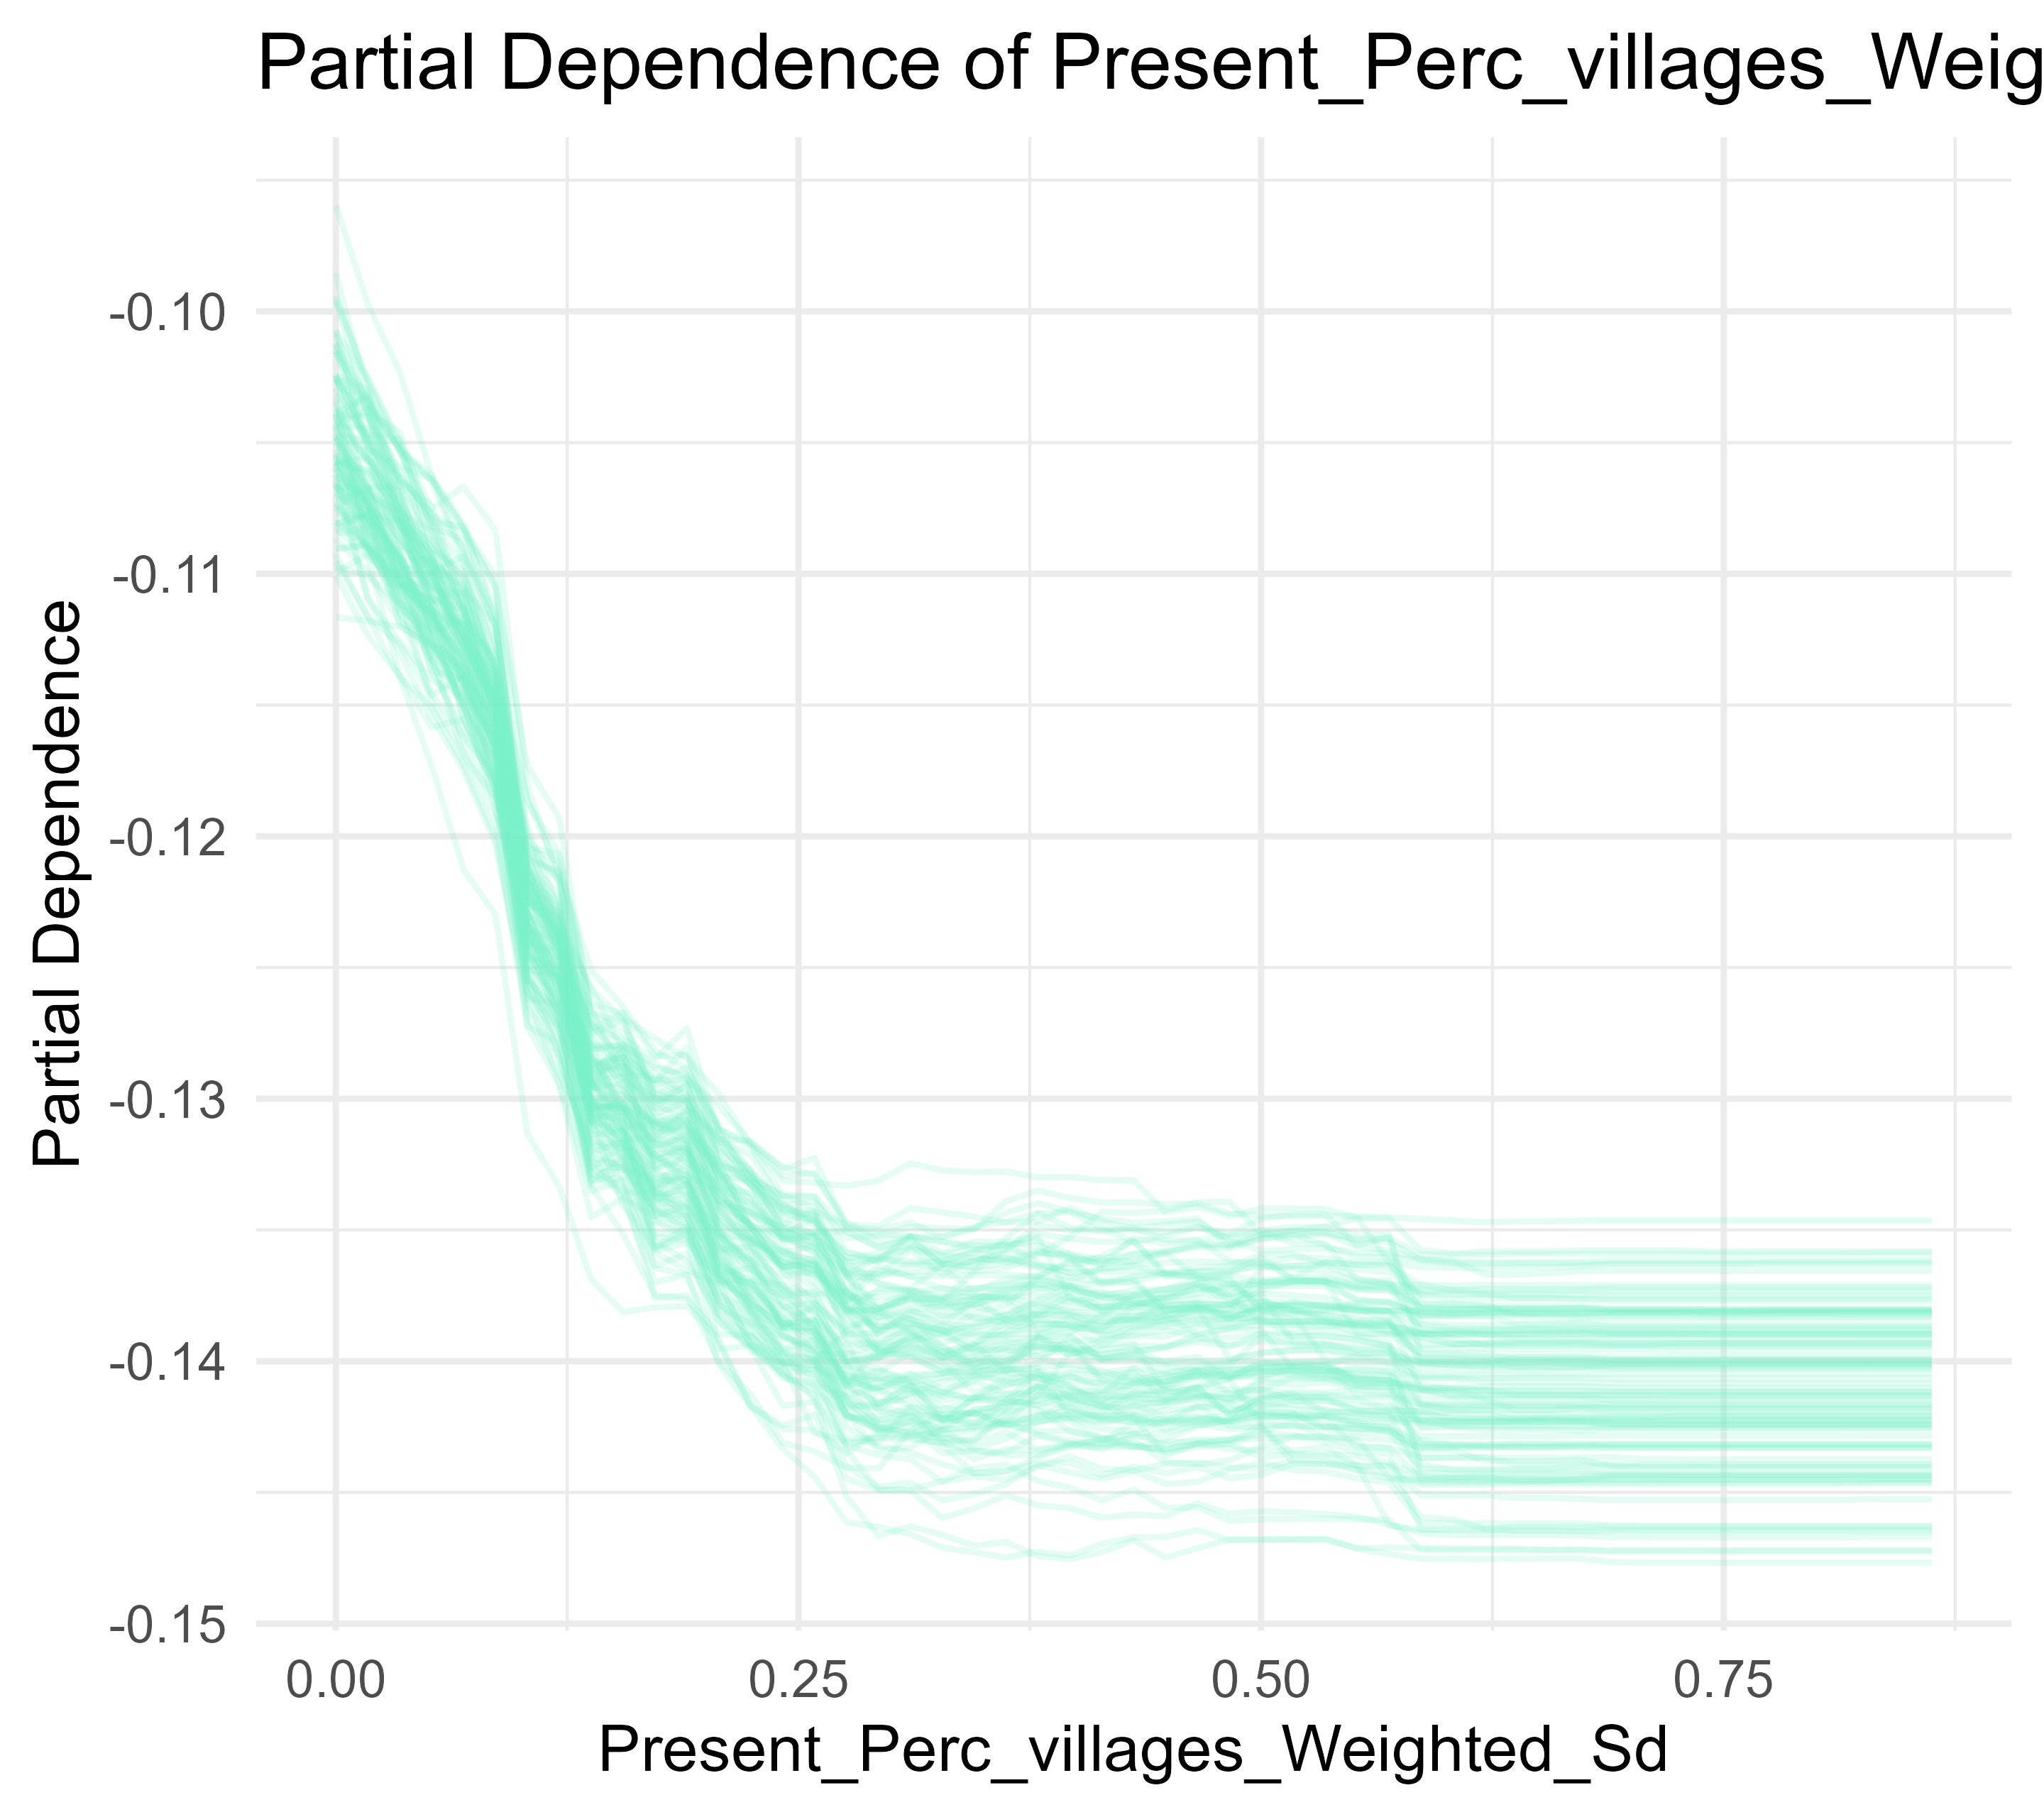 Partial Dependence of Present_Perc_villages_Weig
-0.10
-0.11
-0.12
-0.13
-0.14
-0.15
Partial Dependence
0.00 0.25 0.50 0.75
Present_Perc_villages_Weighted_Sd